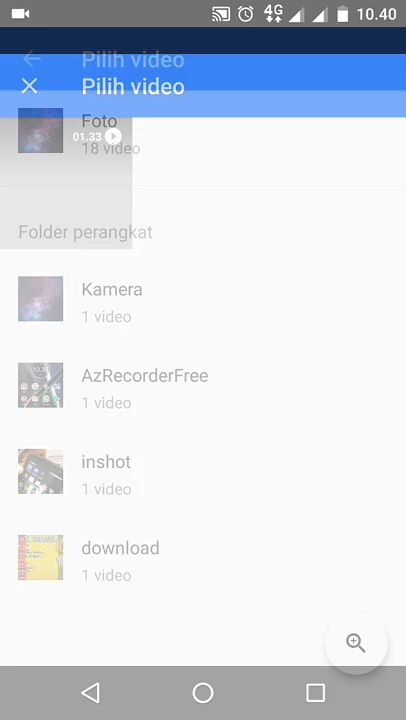 4G
10.40
Pilih video
Pilih video
Foto
01.33
18 video
Folder perangkat
Kamera
1 video
AzRecorderFree
1 video
inshot
1 video
download
1 video